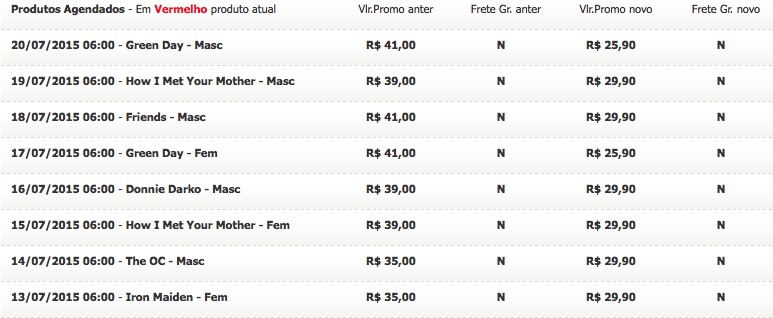 Produtos Agendados - Em Vermelho produto atual Vlr.Promo anter Frete Gr. anter Vlr.Promo novo Frete Gr. novo
20/07/2015 06:00 - Green Day - Masc R$ 41,00 N R$ 25,90 N
19/07/2015 06:00 - How I Met Your Mother - Masc R$ 39,00 N R$ 29,90 N
18/07/2015 06:00 - Friends - Masc R$ 41,00 N R$ 29,90 N
17/07/2015 06:00 - Green Day - Fem R$ 41,00 N R$ 25,90 N
16/07/2015 06:00 - Donnie Darko - Masc R$ 39,00 N R$ 29,90 N
15/07/2015 06:00 - How I Met Your Mother - Fem R$ 39,00 N R$ 29,90 N
14/07/2015 06:00 - The OC - Masc R$ 35,00 N R$ 29,90 N
13/07/2015 06:00 - Iron Maiden - Fem R$ 35,00 N R$ 29,90 N